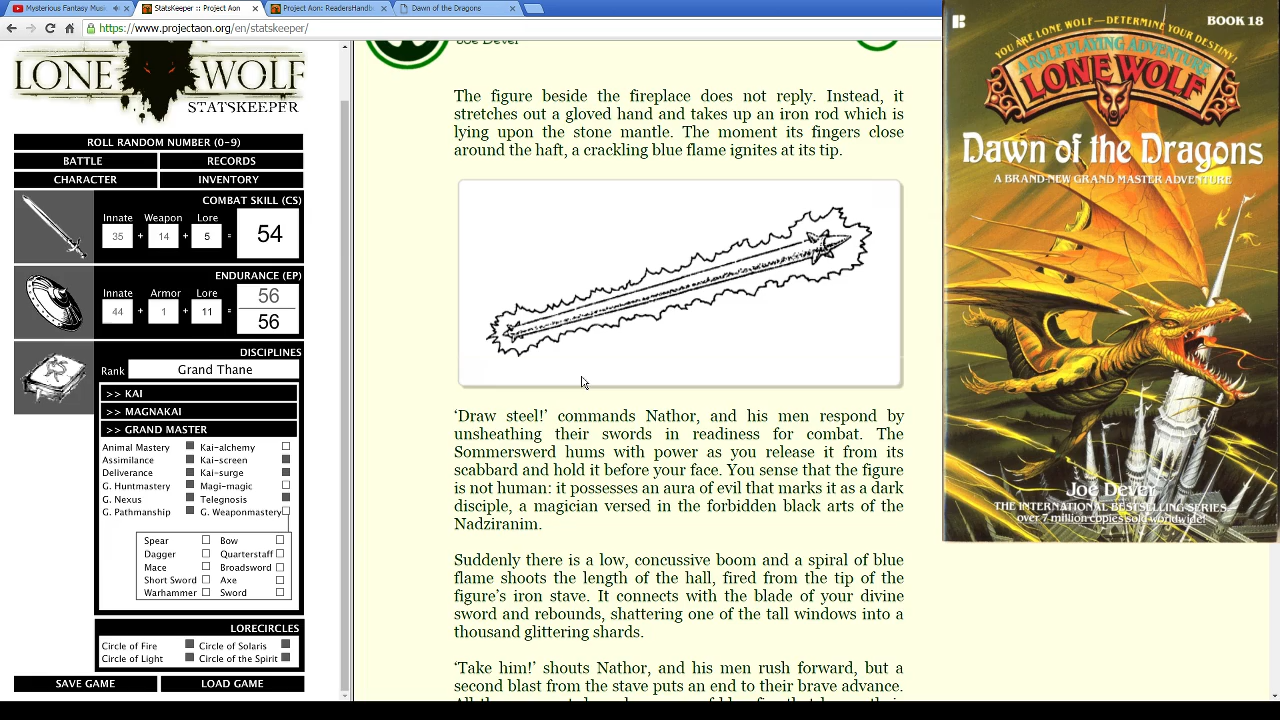 Mysterious Fantasy Musi
StatsKeeper :: Project Aon
Project Aon: ReadersHandb
Dawn of the Dragons
https://www.projectaon.org/en/statskeeper/
LONE WOLF
STATSKEEPER
ROLL RANDOM NUMBER (0-9)
BATTLE
RECORDS
CHARACTER
INVENTORY
COMBAT SKILL (CS)
Innate Weapon Lore
35 + 14 + 5 = 54
ENDURANCE (EP)
Innate Armor Lore
56
44 + 1 + 11 =
56
DISCIPLINES
Rank Grand Thane
>> KAI
>> MAGNAKAI
>> GRAND MASTER
Animal Mastery Kai-alchemy
Assimilance Kai-screen
Deliverance Kai-surge
G. Huntmastery Magi-magic
G. Nexus Telegnosis
G. Pathmanship G. Weaponmastery
Spear Bow
Dagger Quarterstaff
Mace Broadsword
Short Sword Axe
Warhammer Sword
LORECIRCLES
Circle of Fire Circle of Solaris
Circle of Light Circle of the Spirit
SAVE GAME
LOAD GAME
Joe Dever
The figure beside the fireplace does not reply. Instead, it
stretches out a gloved hand and takes up an iron rod which is
lying upon the stone mantle. The moment its fingers close
around the haft, a crackling blue flame ignites at its tip.
‘Draw steel!’ commands Nathor, and his men respond by
unsheathing their swords in readiness for combat. The
Sommerswerd hums with power as you release it from its
scabbard and hold it before your face. You sense that the figure
is not human: it possesses an aura of evil that marks it as a dark
disciple, a magician versed in the forbidden black arts of the
Nadziranim.
Suddenly there is a low, concussive boom and a spiral of blue
flame shoots the length of the hall, fired from the tip of the
figure’s iron stave. It connects with the blade of your divine
sword and rebounds, shattering one of the tall windows into a
thousand glittering shards.
‘Take him!’ shouts Nathor, and his men rush forward, but a
second blast from the stave puts an end to their brave advance.
B
BOOK 18
YOU ARE LONE WOLF—DETERMINE YOUR DESTINY!
A ROLE PLAYING ADVENTURE
LONE WOLF
Dawn of the Dragons
A BRAND-NEW GRAND MASTER ADVENTURE
Joe Dever
THE INTERNATIONAL BESTSELLING SERIES—
over 7 million copies sold worldwide!